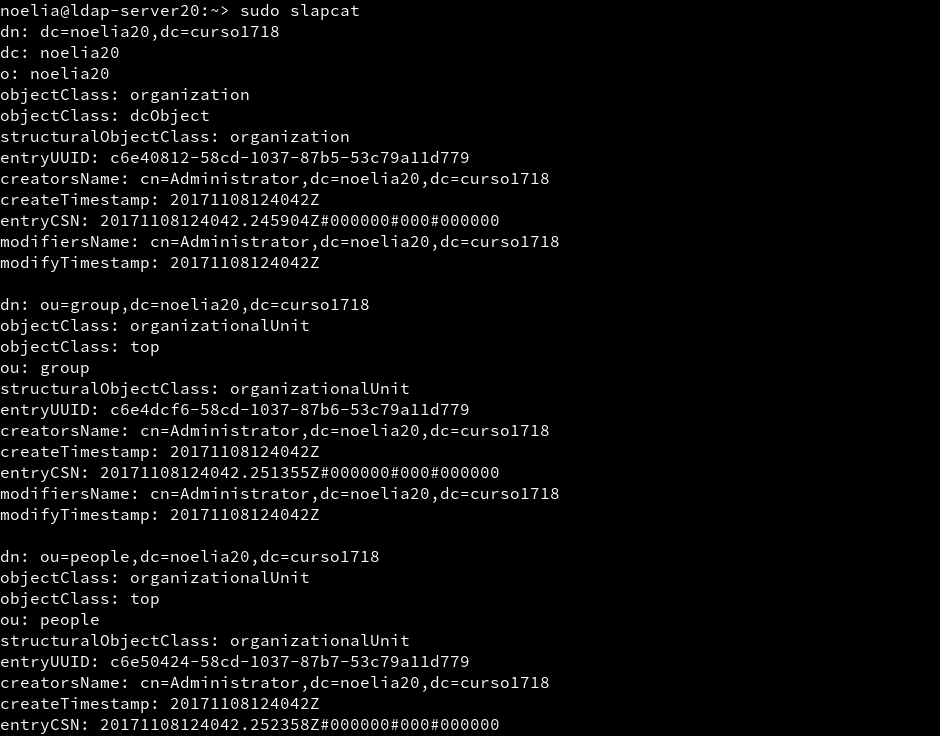 noelia@ldap-server20:~> sudo slapcat
dn: dc=noelia20,dc=curso1718
dc: noelia20
o: noelia20
objectClass: organization
objectClass: dcObject
structuralObjectClass: organization
entryUUID: c6e40812-58cd-1037-87b5-53c79a11d779
creatorsName: cn=Administrator,dc=noelia20,dc=curso1718
createTimestamp: 20171108124042Z
entryCSN: 20171108124042.245904Z#000000#000#000000
modifiersName: cn=Administrator,dc=noelia20,dc=curso1718
modifyTimestamp: 20171108124042Z

dn: ou=group,dc=noelia20,dc=curso1718
objectClass: organizationalUnit
objectClass: top
ou: group
structuralObjectClass: organizationalUnit
entryUUID: c6e4dcf6-58cd-1037-87b6-53c79a11d779
creatorsName: cn=Administrator,dc=noelia20,dc=curso1718
createTimestamp: 20171108124042Z
entryCSN: 20171108124042.251355Z#000000#000#000000
modifiersName: cn=Administrator,dc=noelia20,dc=curso1718
modifyTimestamp: 20171108124042Z

dn: ou=people,dc=noelia20,dc=curso1718
objectClass: organizationalUnit
objectClass: top
ou: people
structuralObjectClass: organizationalUnit
entryUUID: c6e50424-58cd-1037-87b7-53c79a11d779
creatorsName: cn=Administrator,dc=noelia20,dc=curso1718
createTimestamp: 20171108124042Z
entryCSN: 20171108124042.252358Z#000000#000#000000